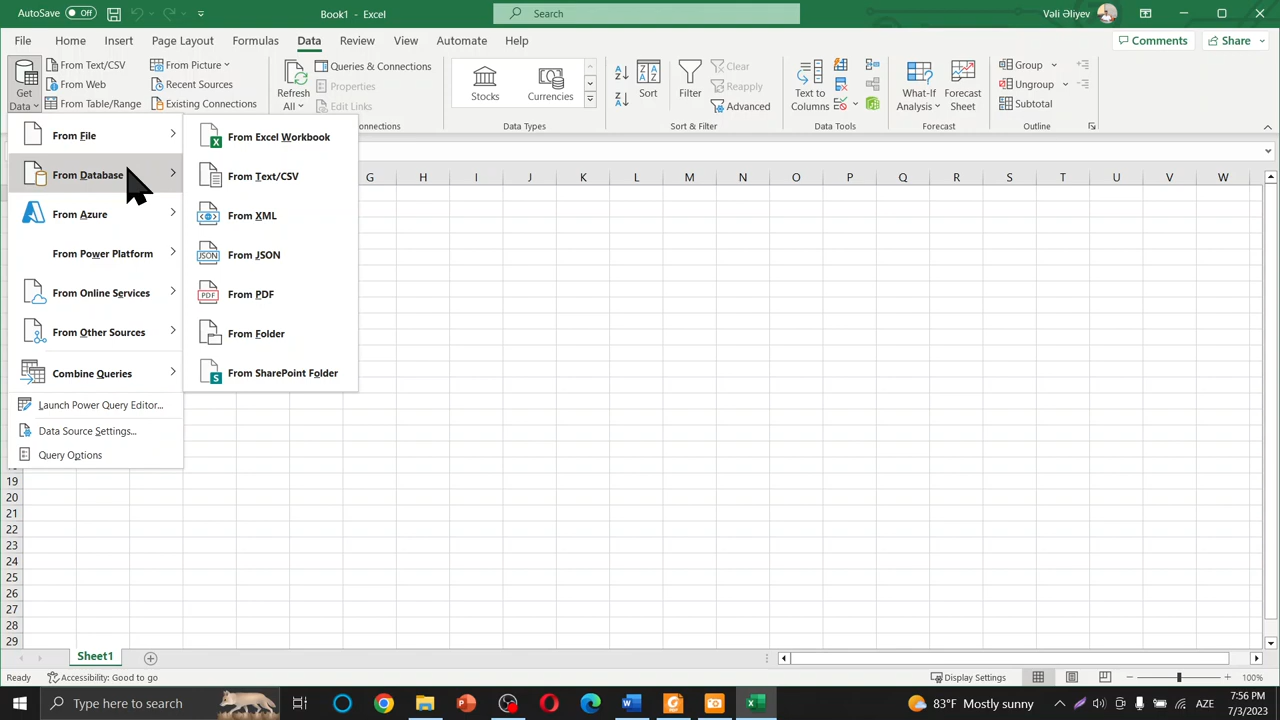 AutoSave Off
Book1 - Excel
Search
Vəli Əliyev
File Home Insert Page Layout Formulas Data Review View Automate Help
Comments Share
Get Data
From Text/CSV
From Web
From Table/Range
From Picture
Recent Sources
Existing Connections
Refresh All
Queries & Connections
Properties
Edit Links
Stocks
Currencies
Data Types
Sort
Filter
Clear
Reapply
Advanced
Sort & Filter
Text to Columns
Data Tools
What-If Analysis
Forecast Sheet
Forecast
Group
Ungroup
Subtotal
Outline
From File
From Database
From Azure
From Power Platform
From Online Services
From Other Sources
Combine Queries
Launch Power Query Editor...
Data Source Settings...
Query Options
From Excel Workbook
From Text/CSV
From XML
JSON From JSON
PDF From PDF
From Folder
From SharePoint Folder
G H I J K L M N O P Q R S T U V W
19
20
21
22
23
24
25
26
27
28
29
Sheet1
Ready
Accessibility: Good to go
Display Settings
100%
Type here to search
83°F Mostly sunny
AZE
7:56 PM
7/3/2023